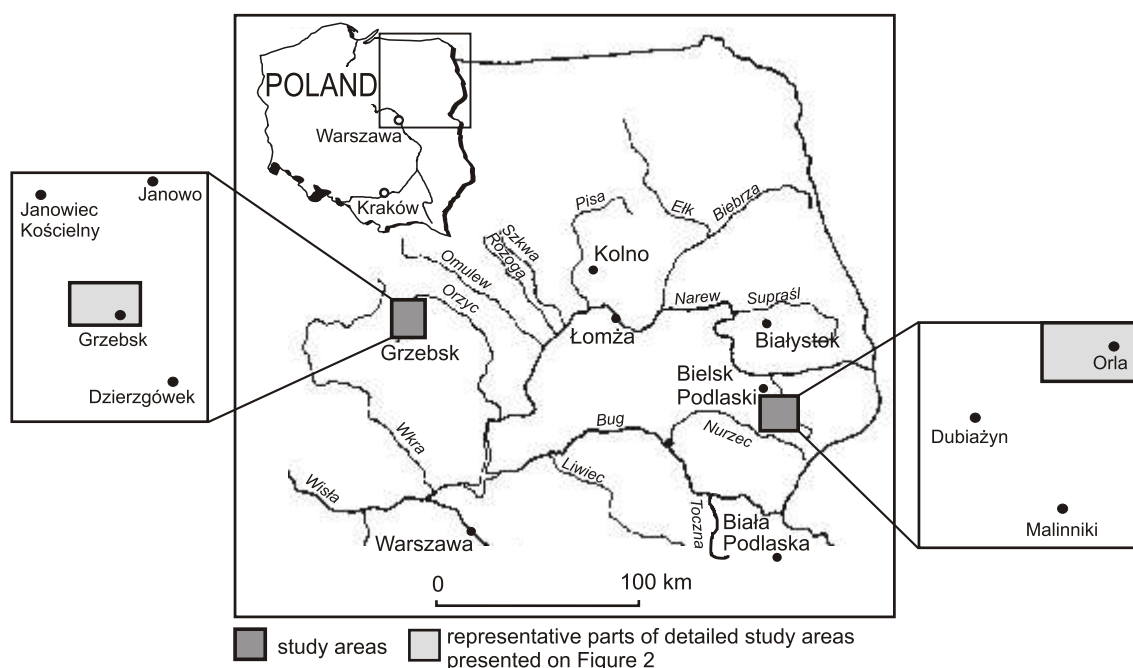 POLAND
Warszawa
Kraków
Janowo
Janowiec
Kościelny
Grzebsk
Dzierzgówek
Pisa
Ełk
Biebrza
Szkwa
Rozoga
Omulew
Orzyc
Kolno
Narew
Supraśl
Łomża
Białystok
Grzebsk
Bielsk
Podlaski
Bug
Nurzec
Wkra
Liwiec
Wisła
Toczna
Warszawa
Biała
Podlaska
Orla
Dubiażyn
Malinniki
0 100 km
study areas
representative parts of detailed study areas
presented on Figure 2